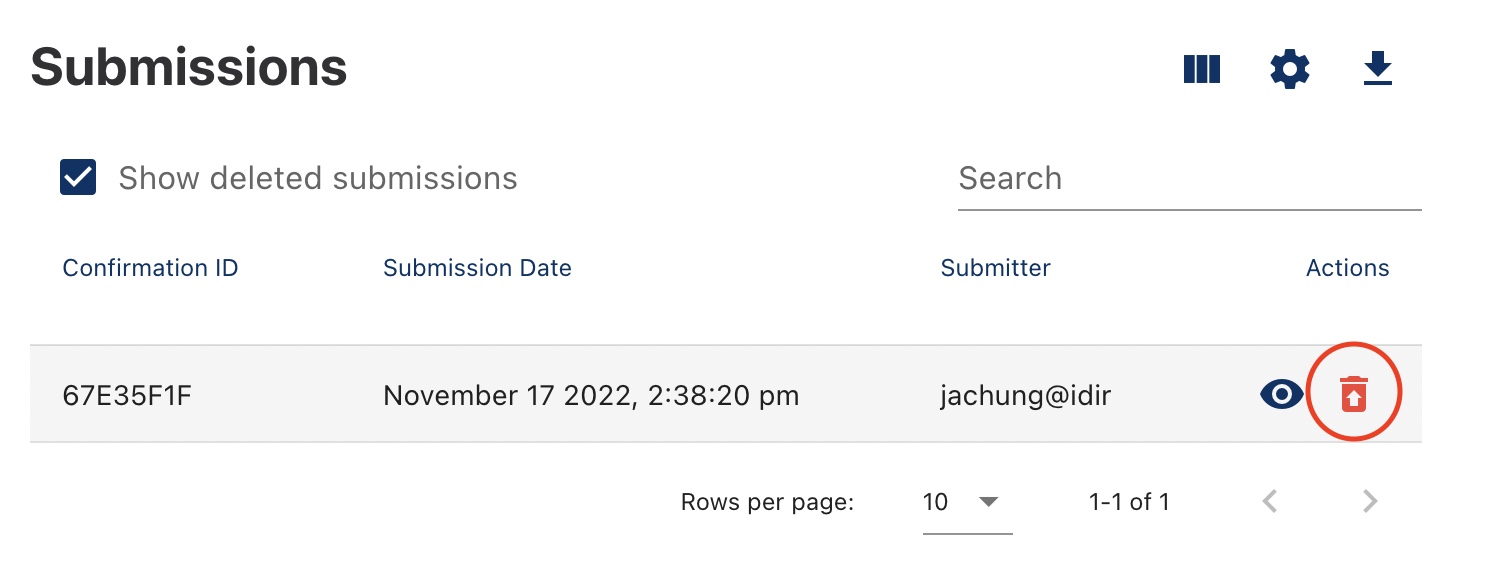 Submissions
Show deleted submissions
Search
Confirmation ID Submission Date Submitter Actions
67E35F1F November 17 2022, 2:38:20 pm jachung@idir
Rows per page: 10 1-1 of 1